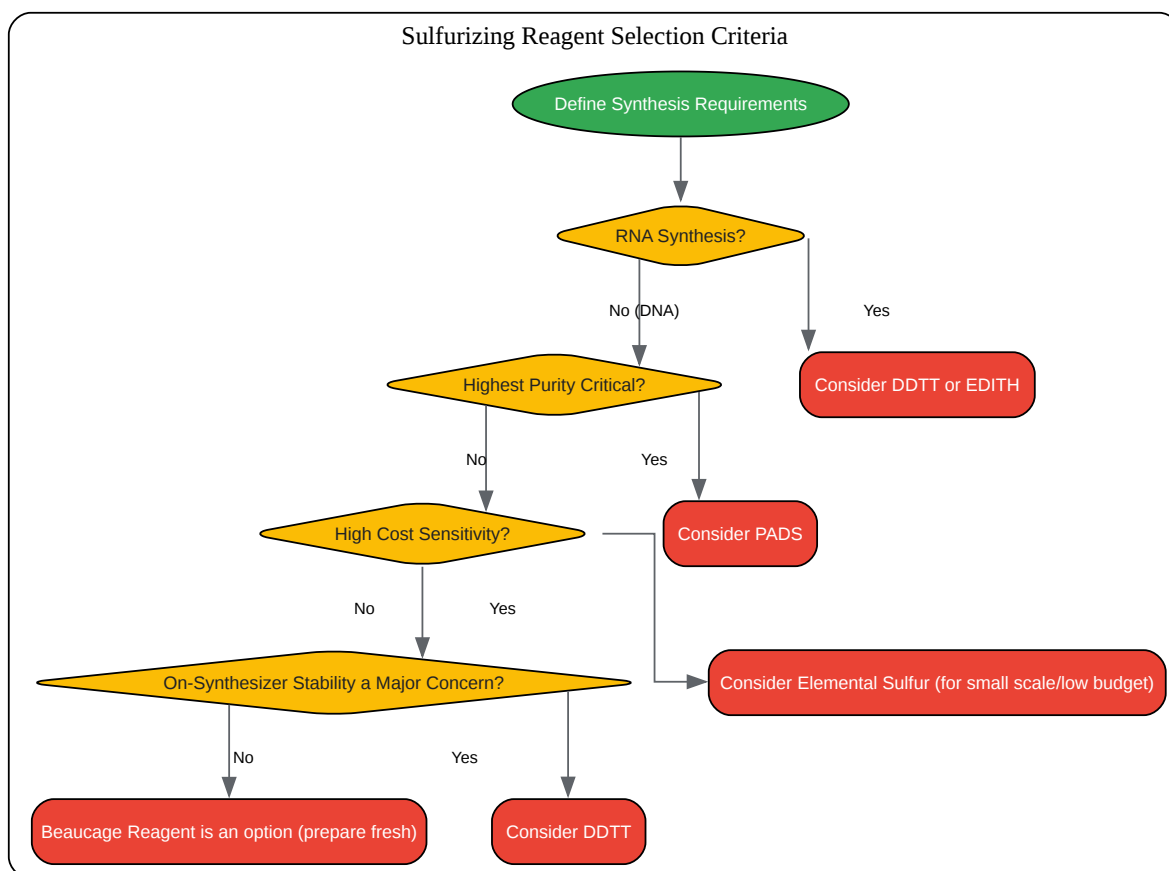 Sulfurizing Reagent Selection Criteria
Define Synthesis Requirements
RNA Synthesis?
No (DNA)
Yes
Highest Purity Critical?
Consider DDTT or EDITH
No
Yes
High Cost Sensitivity?
Consider PADS
No
Yes
On-Synthesizer Stability a Major Concern?
Consider Elemental Sulfur (for small scale/low budget)
No
Yes
Beaucage Reagent is an option (prepare fresh)
Consider DDTT